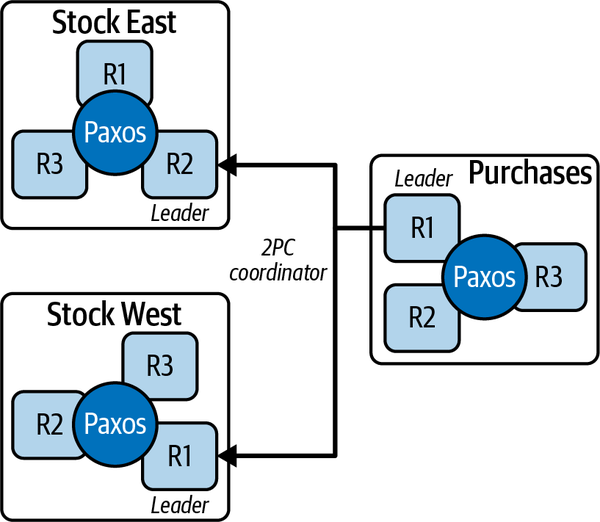 Stock East
R1
Paxos
R3
R2
Leader
Purchases
Leader
R1
Paxos
R3
R2
2PC
coordinator
Stock West
R3
R2
Paxos
R1
Leader